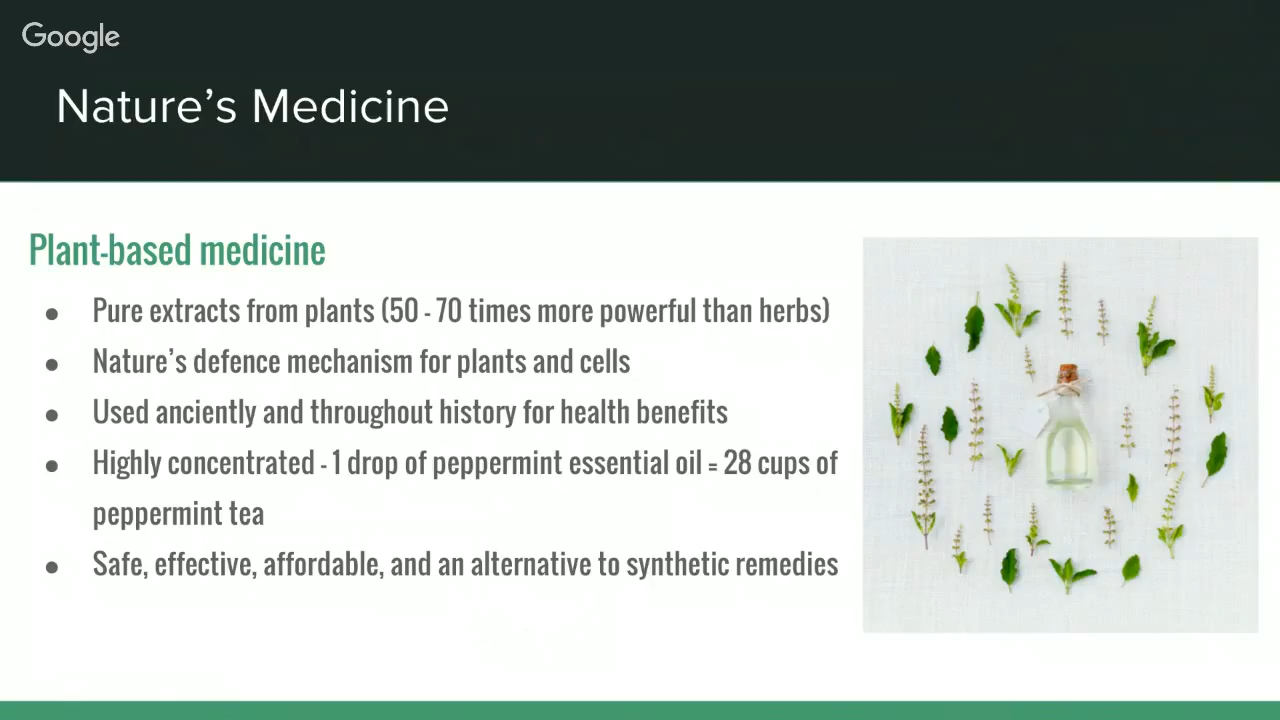 Google
Nature’s Medicine
Plant-based medicine
● Pure extracts from plants (50 - 70 times more powerful than herbs)
● Nature’s defence mechanism for plants and cells
● Used anciently and throughout history for health benefits
● Highly concentrated - 1 drop of peppermint essential oil = 28 cups of
peppermint tea
● Safe, effective, affordable, and an alternative to synthetic remedies